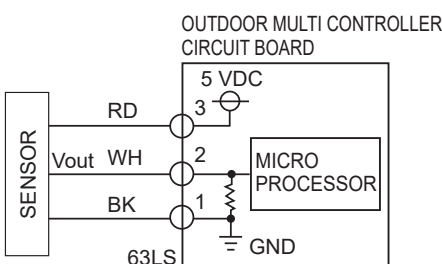 OUTDOOR MULTI CONTROLLER
CIRCUIT BOARD
5 VDC
RD
3
SENSOR
Vout WH
2
MICRO
PROCESSOR
BK
1
GND
63LS